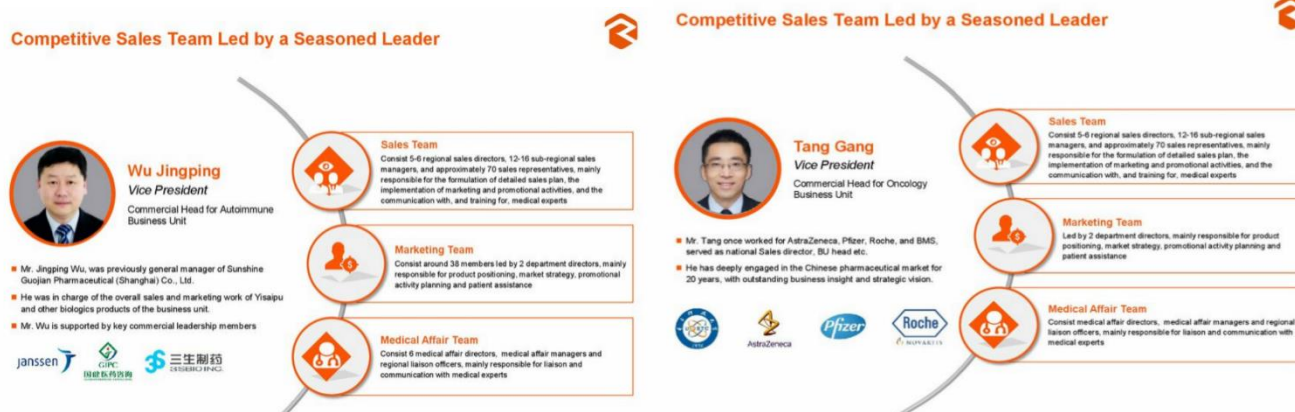 Competitive Sales Team Led by a Seasoned Leader
Wu Jingping
Vice President
Commercial Head for Autoimmune
Business Unit
Mr. Jingping Wu, was previously general manager of Sunshine
Guojian Pharmaceutical (Shanghai) Co., Ltd.
He was in charge of the overall sales and marketing work of Yisaipu
and other biologics products of the business unit.
Mr. Wu is supported by key commercial leadership members
janssen
GIPC
国健医药咨询
三生制药
3SBIO INC.
Sales Team
Consist 5-6 regional sales directors, 12-16 sub-regional sales
managers, and approximately 70 sales representatives, mainly
responsible for the formulation of detailed sales plan, the
implementation of marketing and promotional activities, and the
communication with, and training for, medical experts
Marketing Team
Consist around 38 members led by 2 department directors, mainly
responsible for product positioning, market strategy, promotional
activity planning and patient assistance
Medical Affair Team
Consist 6 medical affair directors, medical affair managers and
regional liaison officers, mainly responsible for liaison and
communication with medical experts
Competitive Sales Team Led by a Seasoned Leader
Tang Gang
Vice President
Commercial Head for Oncology
Business Unit
Mr. Tang once worked for AstraZeneca, Pfizer, Roche, and BMS,
served as national Sales director, BU head etc.
He has deeply engaged in the Chinese pharmaceutical market for
20 years, with outstanding business insight and strategic vision.
AstraZeneca
Pfizer
Roche
NOVARTIS
Sales Team
Consist 5-6 regional sales directors, 12-16 sub-regional sales
managers, and approximately 70 sales representatives, mainly
responsible for the formulation of detailed sales plan, the
implementation of marketing and promotional activities, and the
communication with, and training for, medical experts
Marketing Team
Led by 2 department directors, mainly responsible for product
positioning, market strategy, promotional activity planning and
patient assistance
Medical Affair Team
Consist medical affair directors, medical affair managers and regional
liaison officers, mainly responsible for liaison and communication with
medical experts